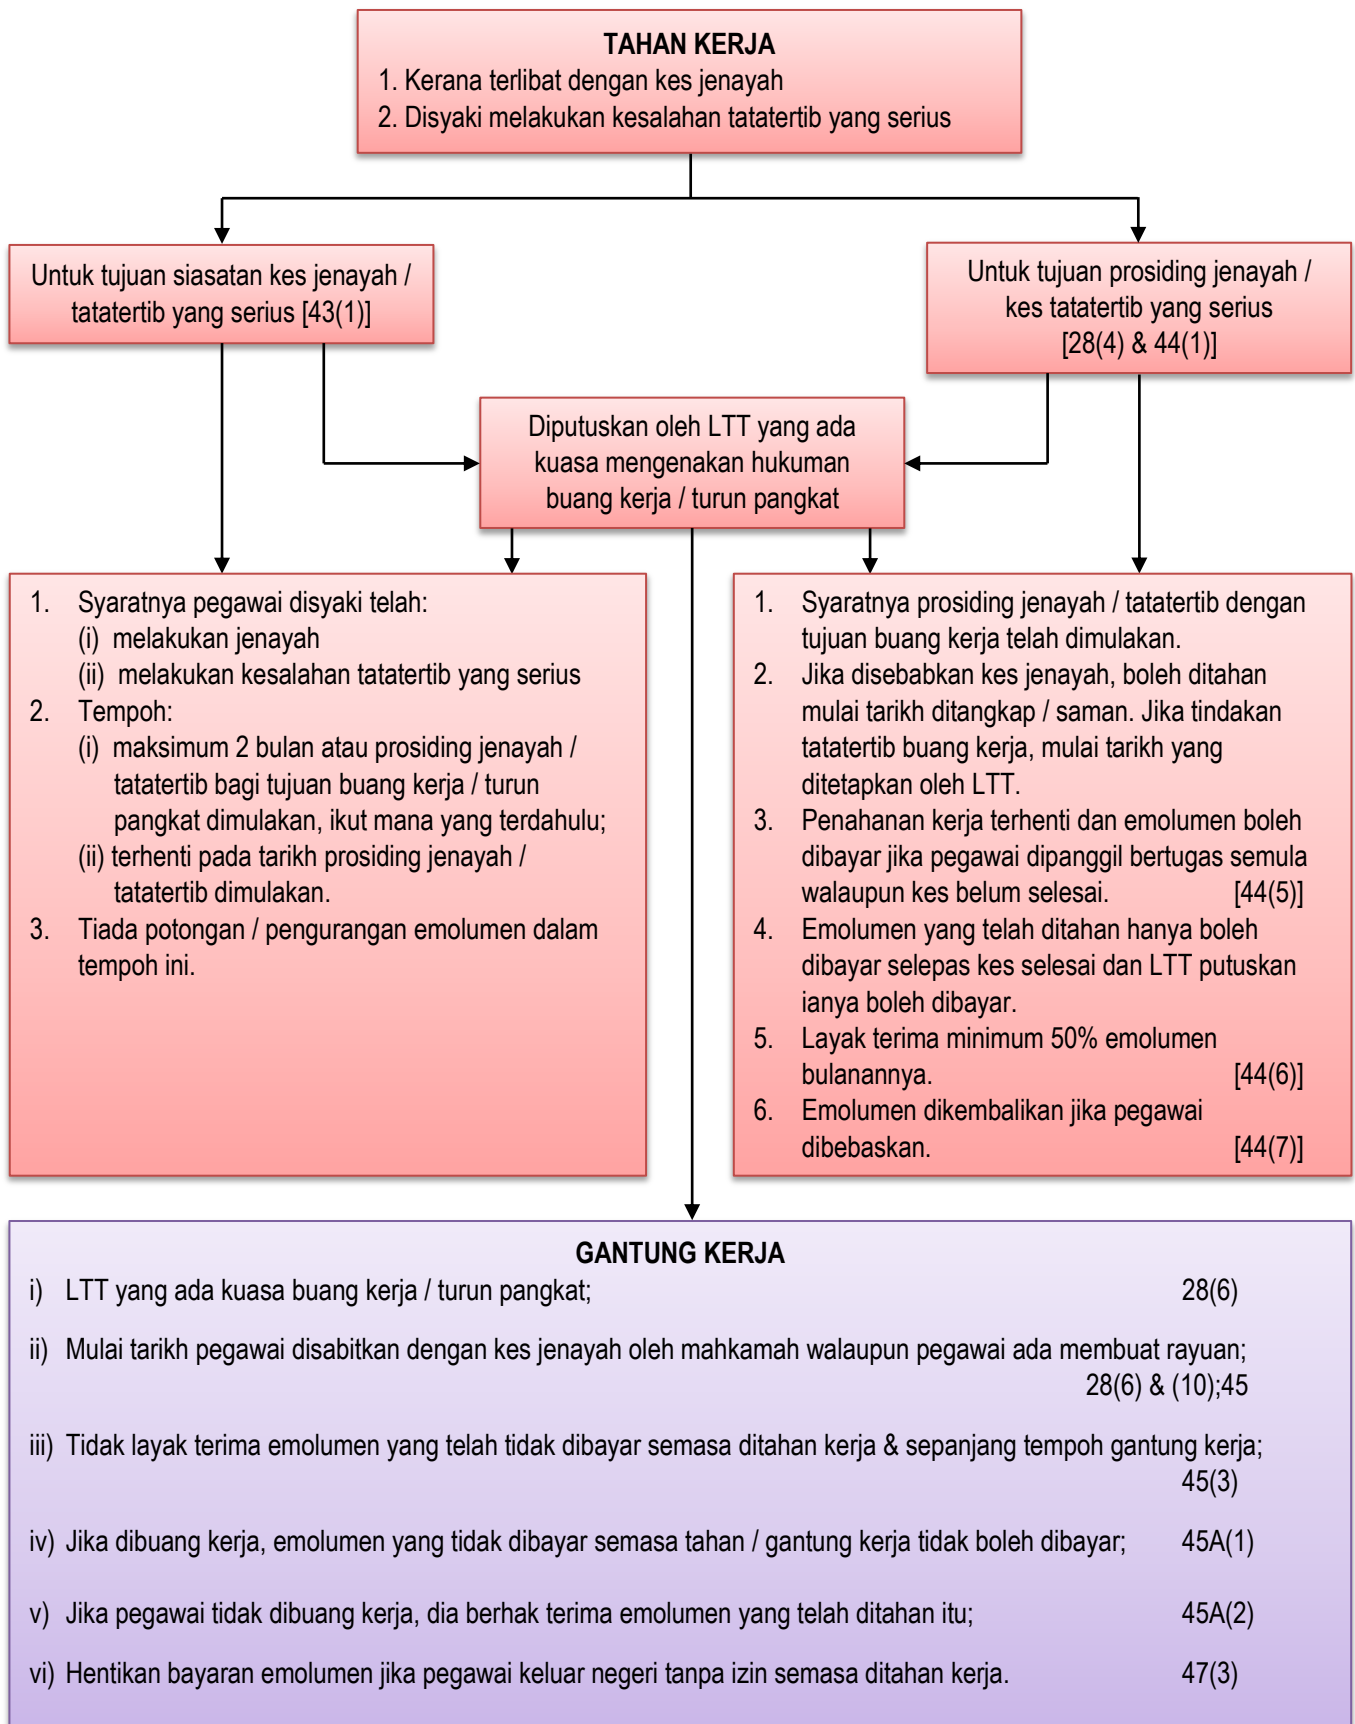 TAHAN KERJA
1. Kerana terlibat dengan kes jenayah
2. Disyaki melakukan kesalahan tatatertib yang serius
Untuk tujuan siasatan kes jenayah /
tatatertib yang serius [43(1)]
Untuk tujuan prosiding jenayah /
kes tatatertib yang serius
[28(4) & 44(1)]
Diputuskan oleh LTT yang ada
kuasa mengenakan hukuman
buang kerja / turun pangkat
1. Syaratnya pegawai disyaki telah:
(i) melakukan jenayah
(ii) melakukan kesalahan tatatertib yang serius
2. Tempoh:
(i) maksimum 2 bulan atau prosiding jenayah /
tatatertib bagi tujuan buang kerja / turun
pangkat dimulakan, ikut mana yang terdahulu;
(ii) terhenti pada tarikh prosiding jenayah /
tatatertib dimulakan.
3. Tiada potongan / pengurangan emolumen dalam
tempoh ini.
1. Syaratnya prosiding jenayah / tatatertib dengan
tujuan buang kerja telah dimulakan.
2. Jika disebabkan kes jenayah, boleh ditahan
mulai tarikh ditangkap / saman. Jika tindakan
tatatertib buang kerja, mulai tarikh yang
ditetapkan oleh LTT.
3. Penahanan kerja terhenti dan emolumen boleh
dibayar jika pegawai dipanggil bertugas semula
walaupun kes belum selesai. [44(5)]
4. Emolumen yang telah ditahan hanya boleh
dibayar selepas kes selesai dan LTT putuskan
ianya boleh dibayar.
5. Layak terima minimum 50% emolumen
bulanannya. [44(6)]
6. Emolumen dikembalikan jika pegawai
dibebaskan. [44(7)]
GANTUNG KERJA
i) LTT yang ada kuasa buang kerja / turun pangkat; 28(6)
ii) Mulai tarikh pegawai disabitkan dengan kes jenayah oleh mahkamah walaupun pegawai ada membuat rayuan;
28(6) & (10);45
iii) Tidak layak terima emolumen yang telah tidak dibayar semasa ditahan kerja & sepanjang tempoh gantung kerja;
45(3)
iv) Jika dibuang kerja, emolumen yang tidak dibayar semasa tahan / gantung kerja tidak boleh dibayar; 45A(1)
v) Jika pegawai tidak dibuang kerja, dia berhak terima emolumen yang telah ditahan itu; 45A(2)
vi) Hentikan bayaran emolumen jika pegawai keluar negeri tanpa izin semasa ditahan kerja. 47(3)